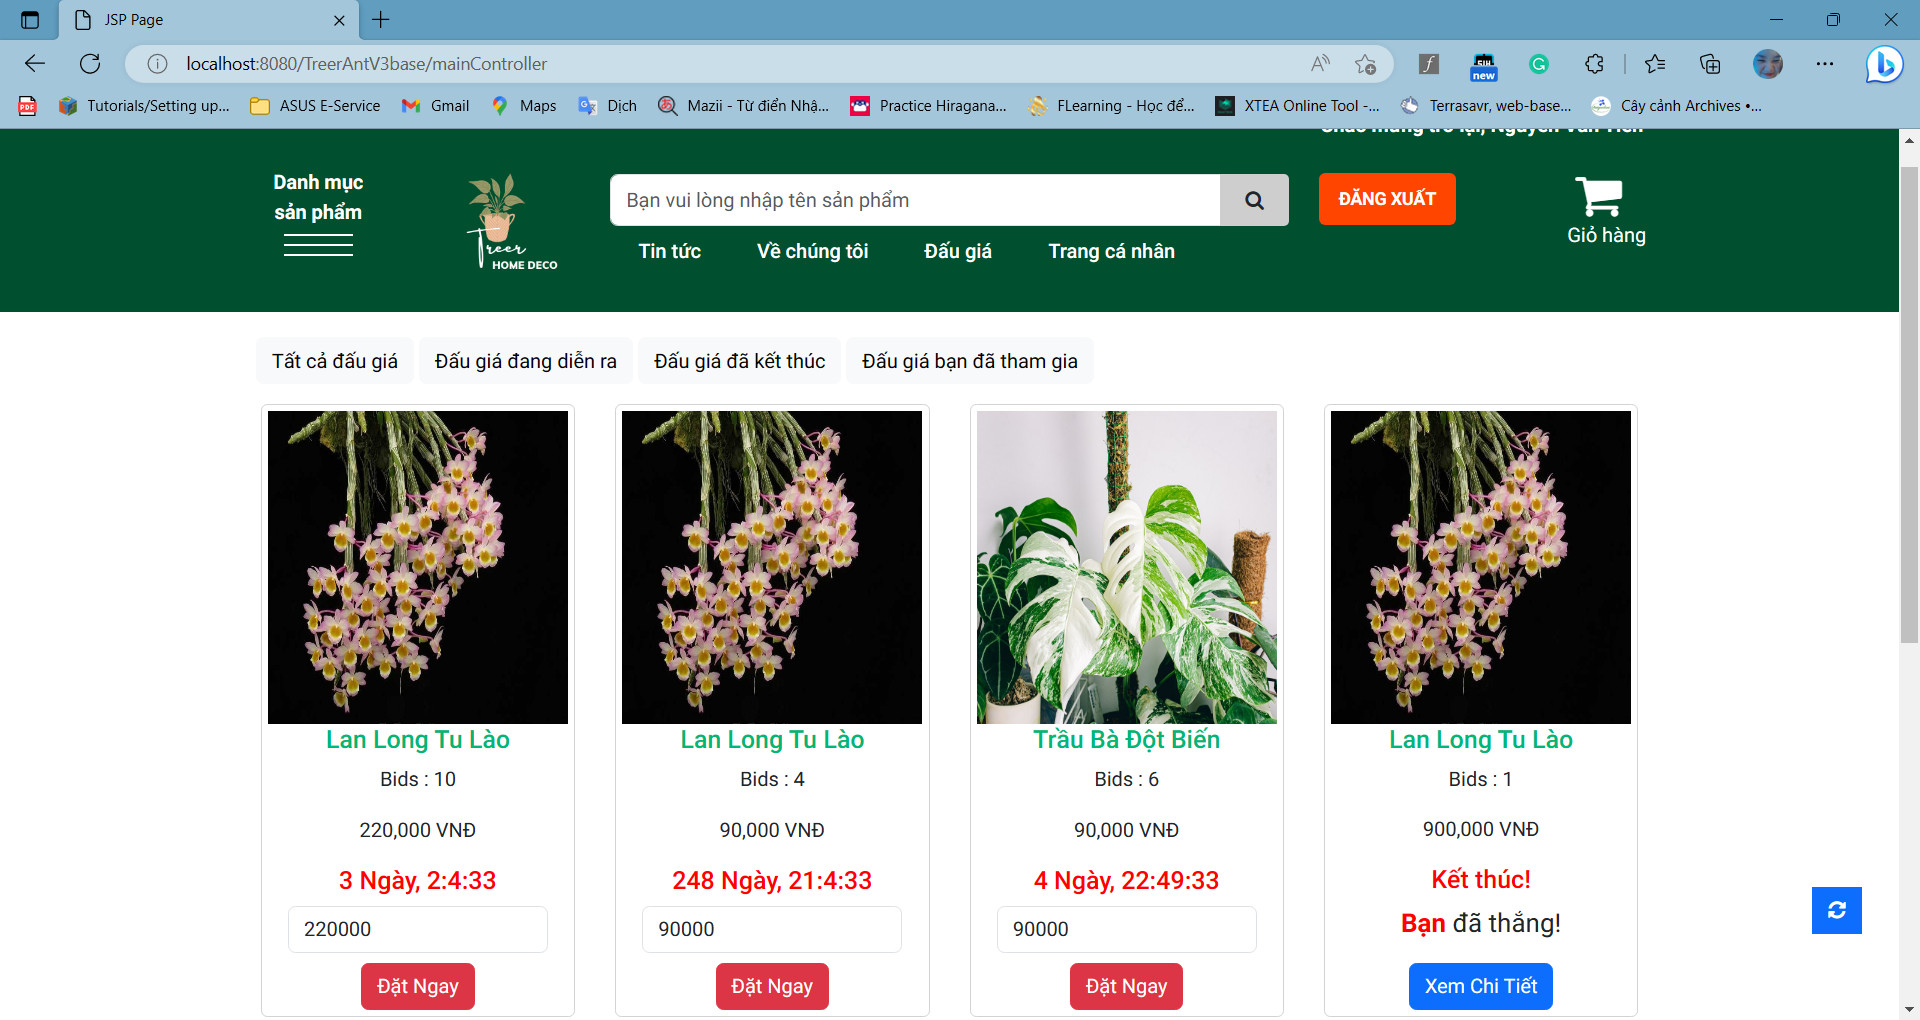 JSP Page
localhost:8080/TreerAntV3base/mainController
new
PDF
Tutorials/Setting up...
ASUS E-Service
Gmail
Maps
Dịch
Mazii - Từ điển Nhậ...
Practice Hiragana...
FLearning - Học để...
XTEA Online Tool -...
Terrasavr, web-base...
Cây cảnh Archives •...
Danh mục
sản phẩm
Treer
HOME DECO
Bạn vui lòng nhập tên sản phẩm
ĐĂNG XUẤT
Giỏ hàng
Tin tức
Về chúng tôi
Đấu giá
Trang cá nhân
Tất cả đấu giá
Đấu giá đang diễn ra
Đấu giá đã kết thúc
Đấu giá bạn đã tham gia
Lan Long Tu Lào
Bids : 10
220,000 VNĐ
3 Ngày, 2:4:33
220000
Đặt Ngay
Lan Long Tu Lào
Bids : 4
90,000 VNĐ
248 Ngày, 21:4:33
90000
Đặt Ngay
Trầu Bà Đột Biến
Bids : 6
90,000 VNĐ
4 Ngày, 22:49:33
90000
Đặt Ngay
Lan Long Tu Lào
Bids : 1
900,000 VNĐ
Kết thúc!
Bạn đã thắng!
Xem Chi Tiết